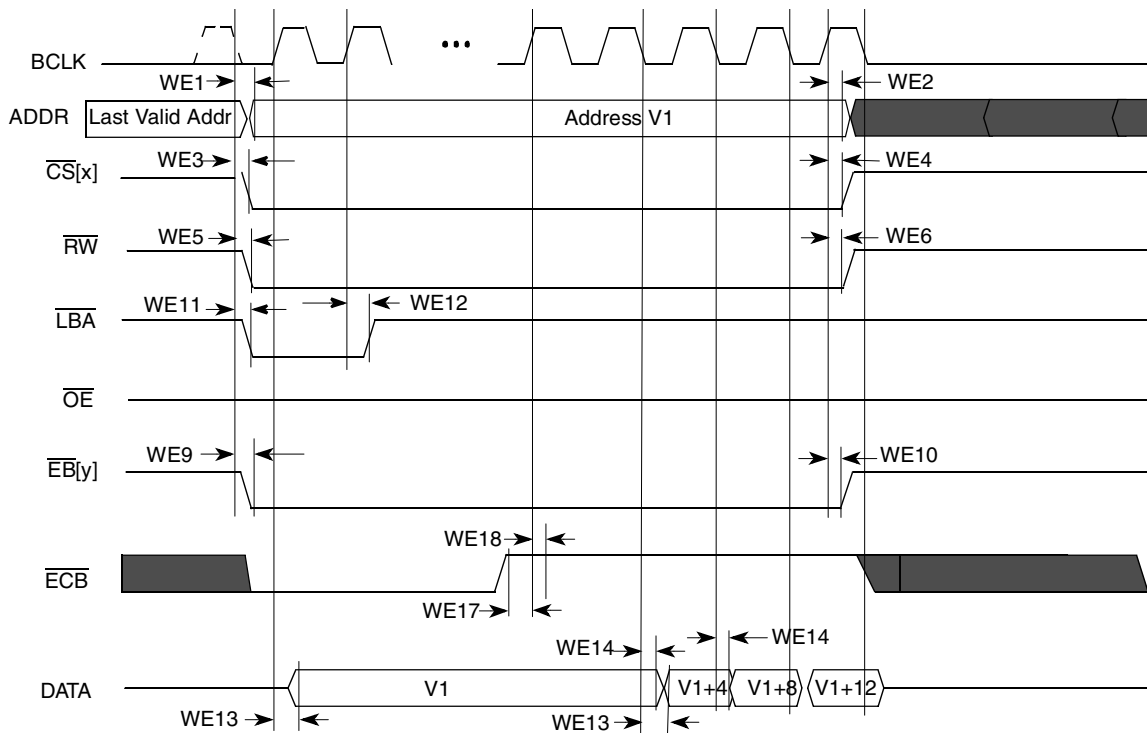 BCLK
•••
WE1
WE2
ADDR
Last Valid Addr
Address V1
WE3
WE4
CS[x]
WE5
WE6
RW
WE11
WE12
LBA
OE
WE9
WE10
EB[y]
WE18
ECB
WE17
WE14
WE14
DATA
V1
V1+4
V1+8
V1+12
WE13
WE13